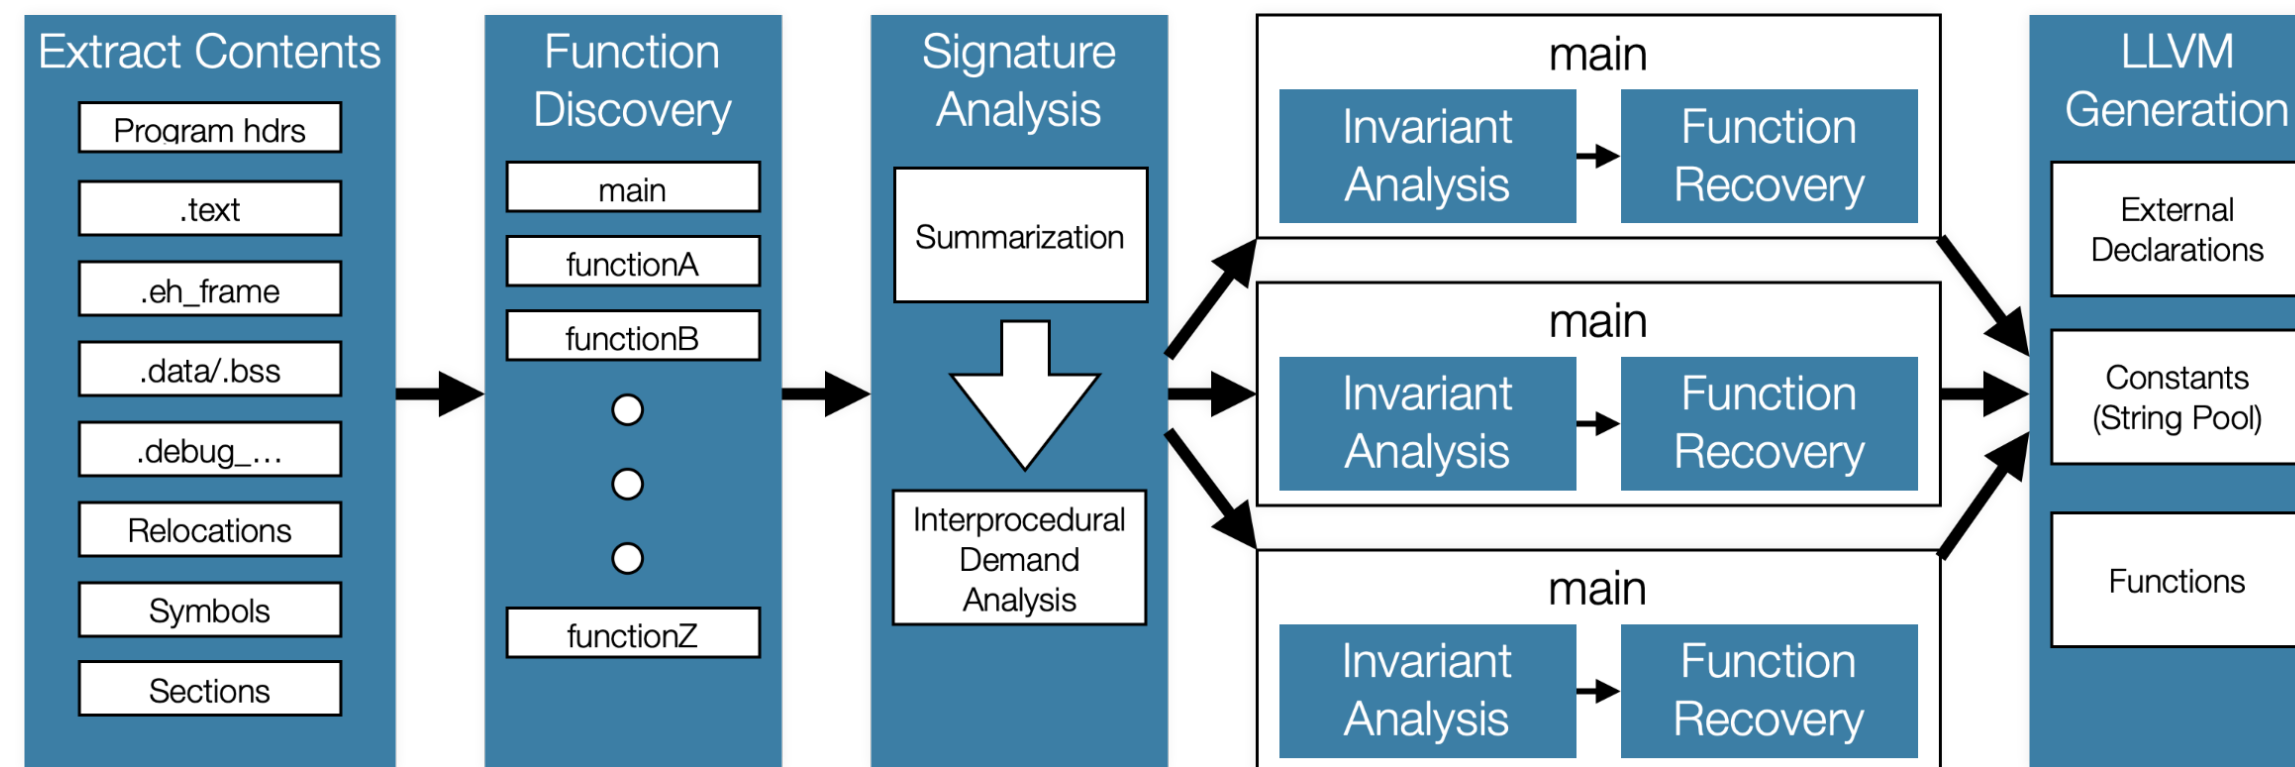 Extract Contents
Program hdrs
.text
.eh_frame
.data/.bss
.debug_…
Relocations
Symbols
Sections
Function
Discovery
main
functionA
functionB
functionZ
Signature
Analysis
Summarization
Interprocedural
Demand
Analysis
main
Invariant
Analysis
Function
Recovery
main
Invariant
Analysis
Function
Recovery
main
Invariant
Analysis
Function
Recovery
LLVM
Generation
External
Declarations
Constants
(String Pool)
Functions